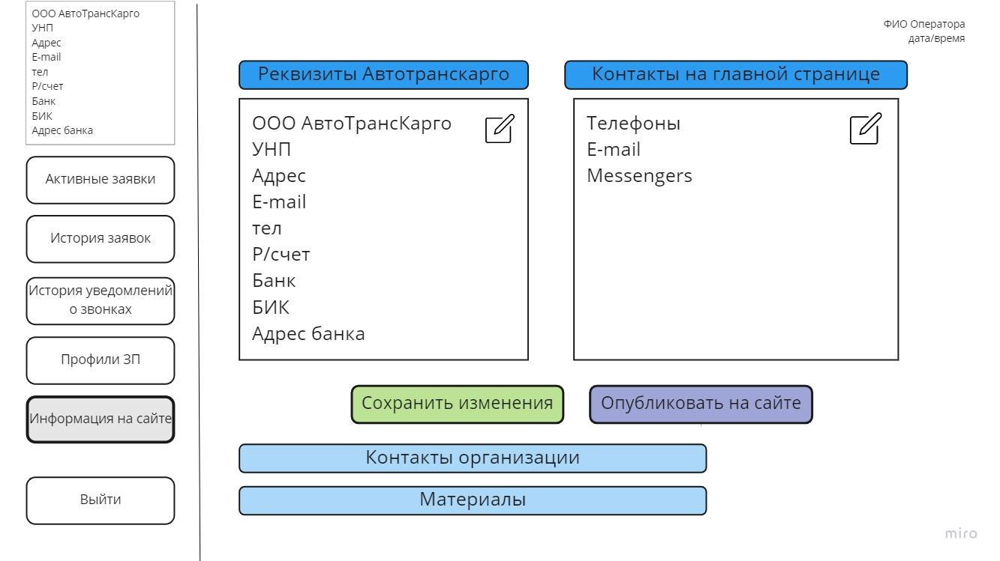 ООО АвтоТрансКарго
УНП
Адрес
E-mail
тел
Р/счет
Банк
БИК
Адрес банка
Активные заявки
История заявок
История уведомлений
о звонках
Профили ЗП
Информация на сайте
Выйти
ФИО Оператора
дата/время
Реквизиты Автотранскарго
ООО АвтоТрансКарго
УНП
Адрес
E-mail
тел
Р/счет
Банк
БИК
Адрес банка
Контакты на главной странице
Телефоны
E-mail
Messengers
Сохранить изменения
Опубликовать на сайте
Контакты организации
Материалы
miro